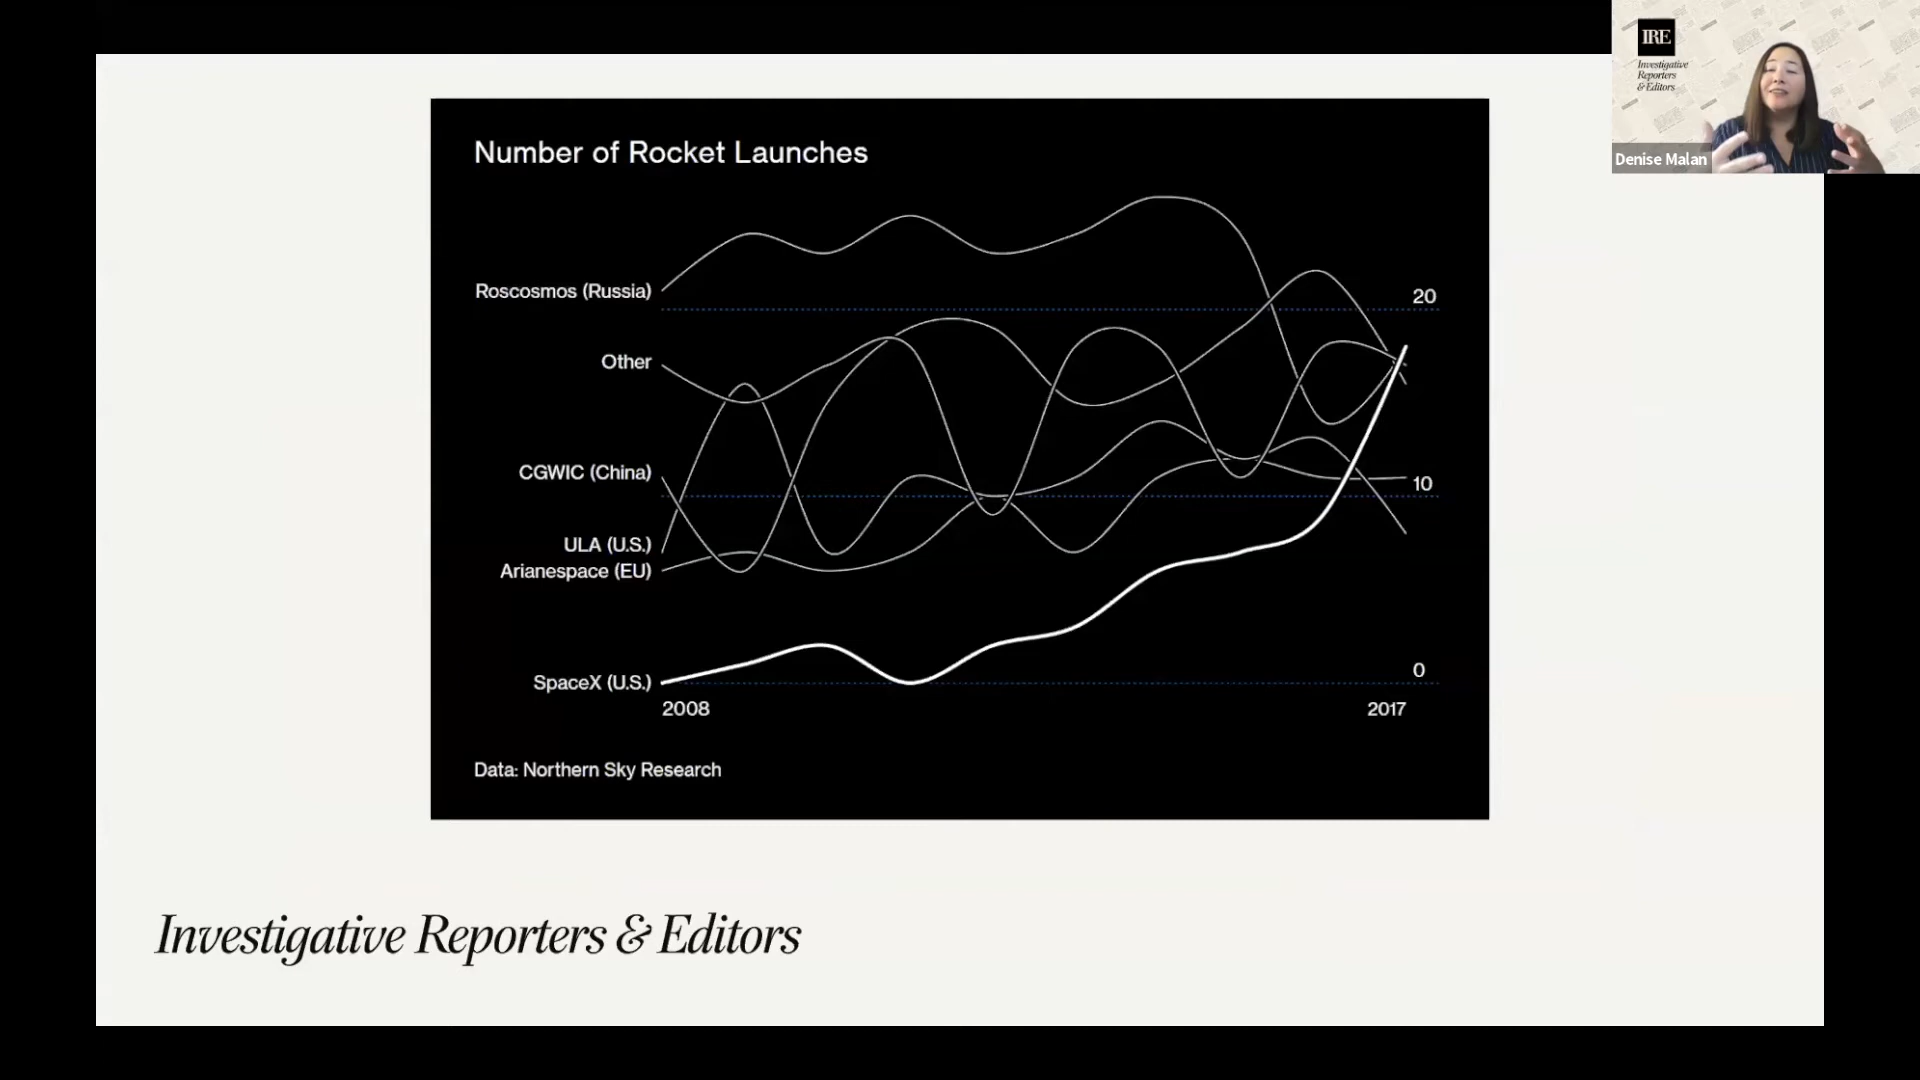 IRE
Investigative
Reporters
& Editors
Denise Malan
Number of Rocket Launches
Roscosmos (Russia)
20
Other
CGWIC (China)
10
ULA (U.S.)
Arianespace (EU)
0
SpaceX (U.S.)
2008
2017
Data: Northern Sky Research
Investigative Reporters & Editors